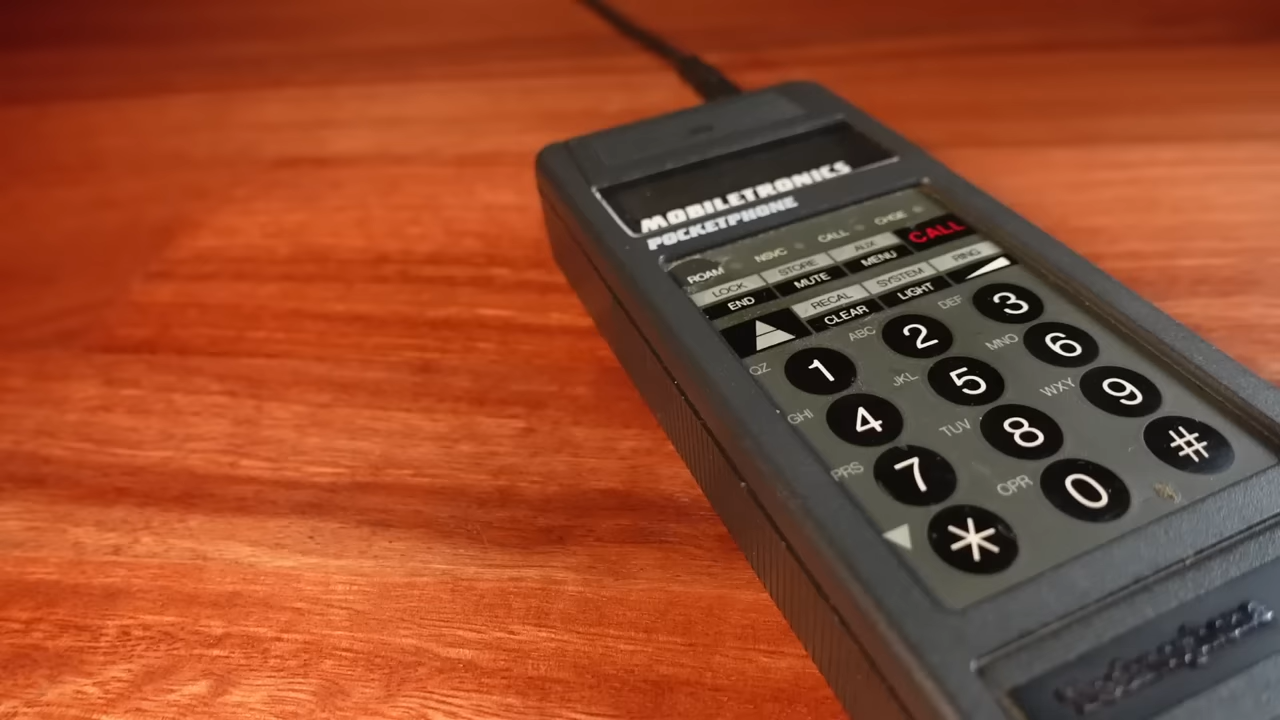 MOBILETRONICS
POCKETPHONE
ROAM NSVC CALL CHGE
LOCK STORE AUX CALL
END MUTE MENU
RECAL SYSTEM RING
CLEAR LIGHT
QZ 1 ABC 2 DEF 3
GHI 4 JKL 5 MNO 6
PRS 7 TUV 8 WXY 9
* OPR 0 #